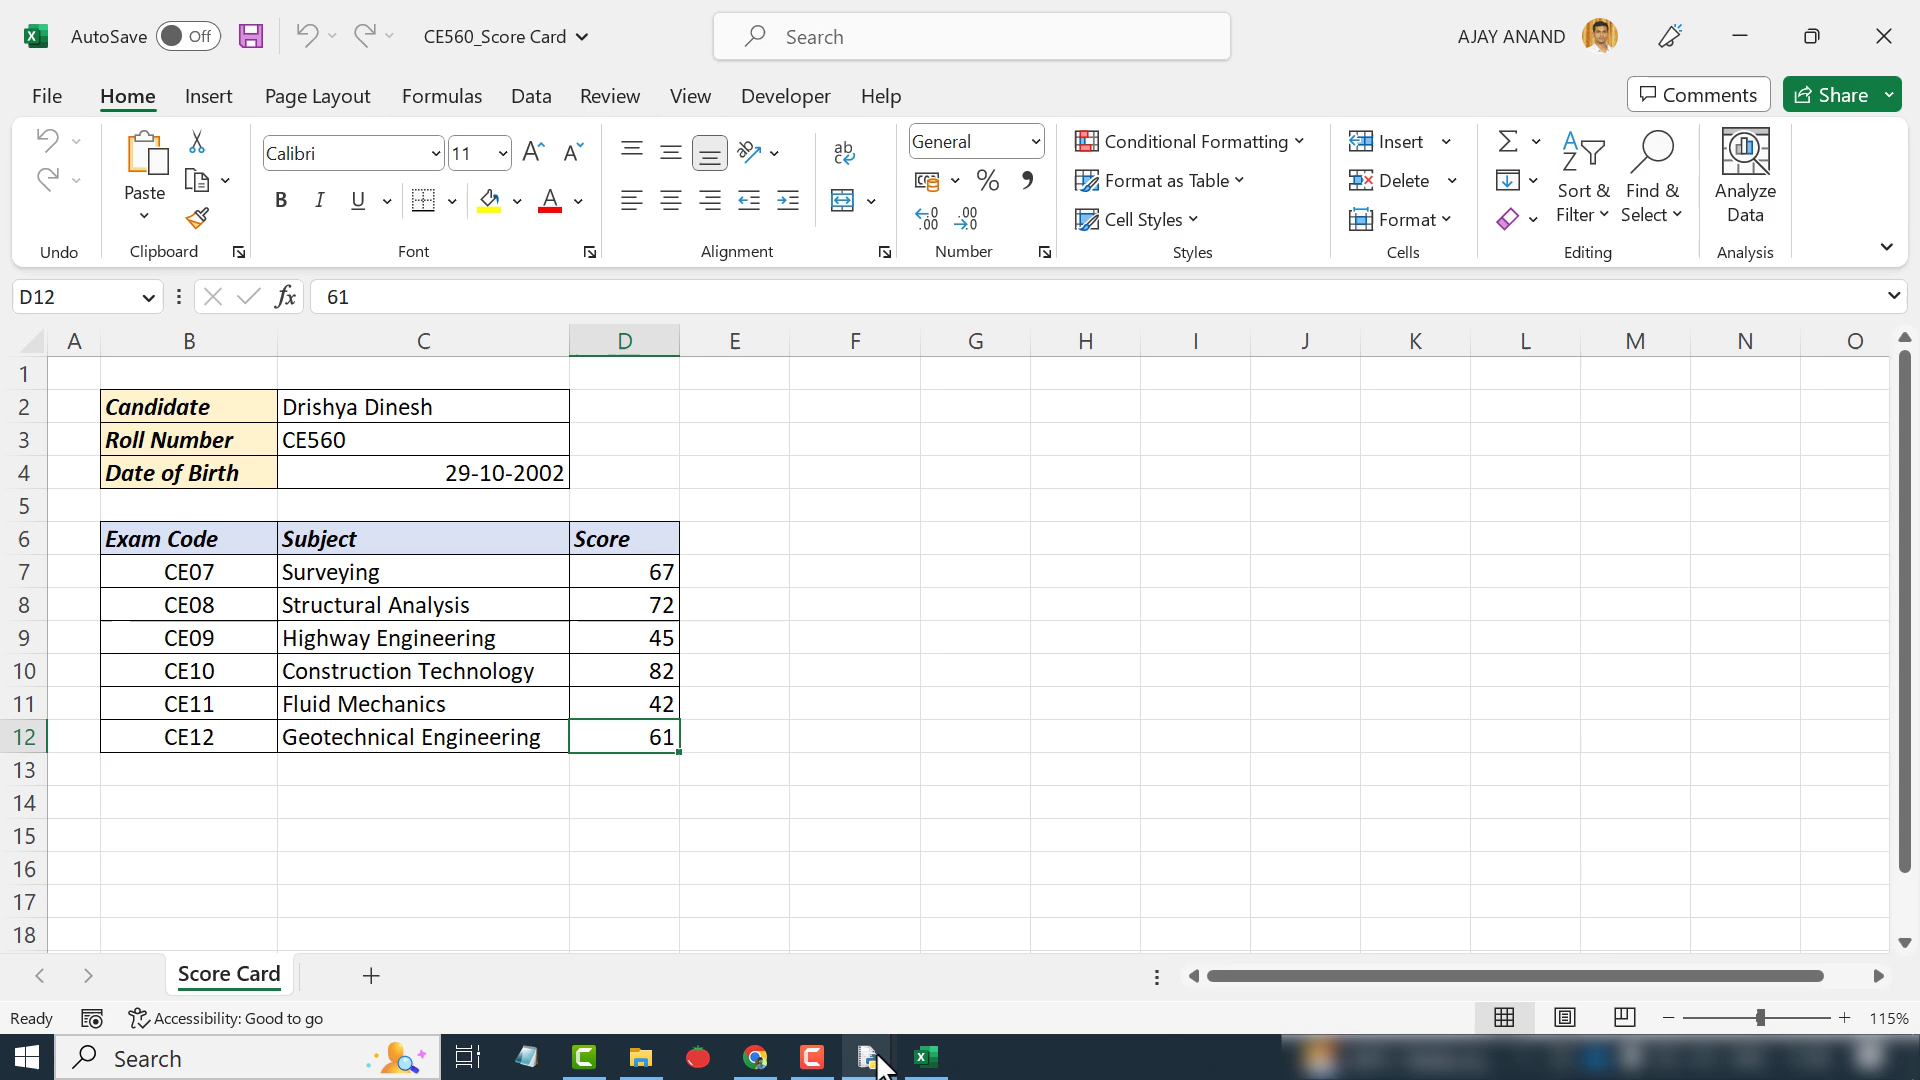 AutoSave Off CE560_Score Card Search AJAY ANAND
File Home Insert Page Layout Formulas Data Review View Developer Help Comments Share
Paste
Undo
Clipboard
Calibri 11
B I U
Font
ab
Alignment
General
% ,
Number
Conditional Formatting
Format as Table
Cell Styles
Styles
Insert
Delete
Format
Cells
Sort &
Filter
Find &
Select
Editing
Analyze
Data
Analysis
D12 fx 61
A B C D E F G H I J K L M N O
1
2 Candidate Drishya Dinesh
3 Roll Number CE560
4 Date of Birth 29-10-2002
5
6 Exam Code Subject Score
7 CE07 Surveying 67
8 CE08 Structural Analysis 72
9 CE09 Highway Engineering 45
10 CE10 Construction Technology 82
11 CE11 Fluid Mechanics 42
12 CE12 Geotechnical Engineering 61
13
14
15
16
17
18
Score Card
Ready Accessibility: Good to go 115%
Search